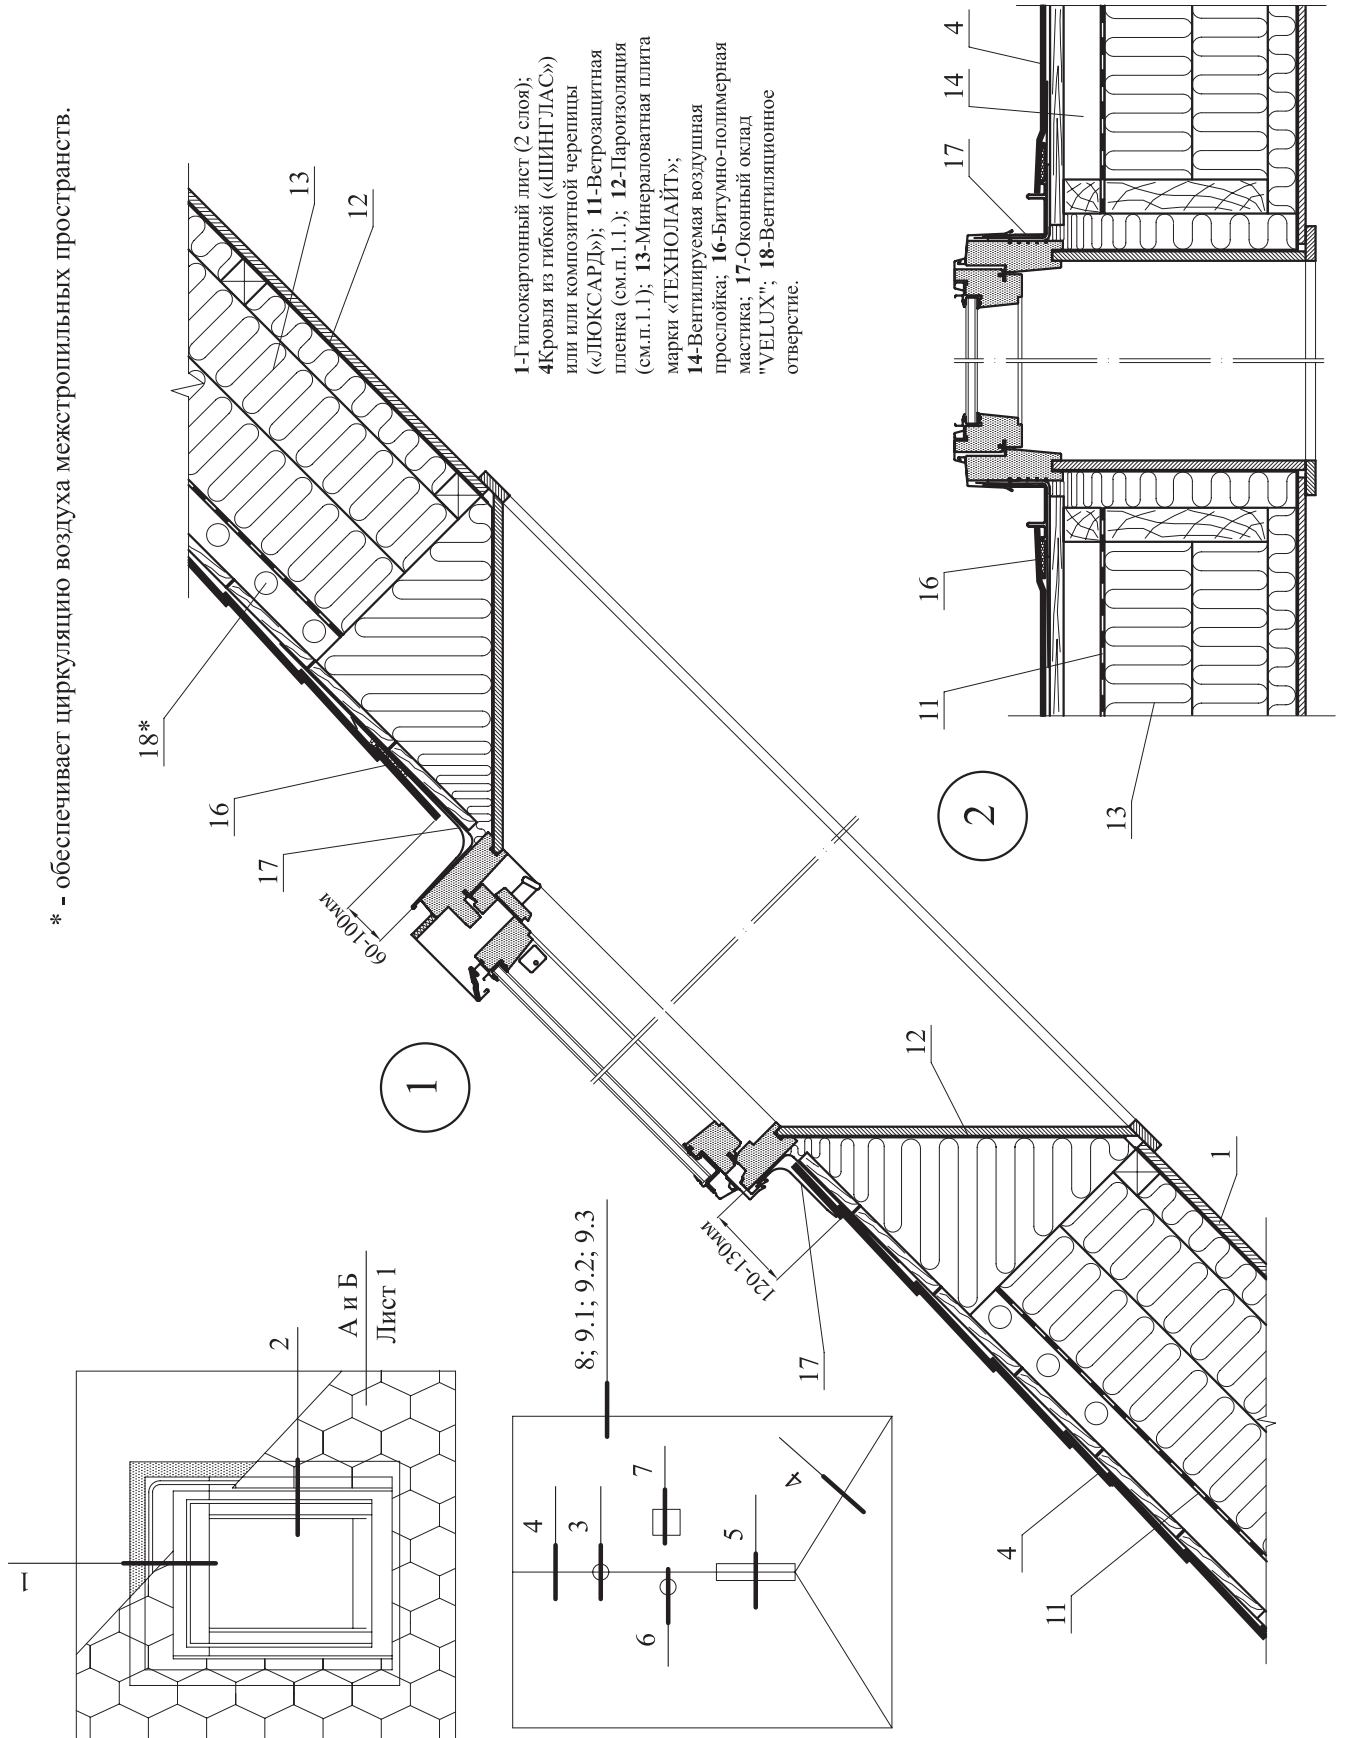 * - обеспечивает циркуляцию воздуха межстропильных пространств.
1-Гипсокартонный лист (2 слоя);
4Кровля из гибкой («ШИНГЛАС»)
или или композитной черепицы
(«ЛЮКСАРД»); 11-Ветрозащитная
пленка (см.п.1.1.); 12-Пароизоляция
(см.п.1.1); 13-Минераловатная плита
марки «ТЕХНОЛАЙТ»;
14-Вентилируемая воздушная
прослойка; 16-Битумно-полимерная
мастика; 17-Оконный оклад
"VELUX"; 18-Вентиляционное
отверстие.
1
2
А и Б
Лист 1
8; 9.1; 9.2; 9.3
4
3
7
6
5
4
1
17
16
18*
13
12
60-100мм
120-130мм
17
12
1
4
11
2
11
16
17
14
4
13